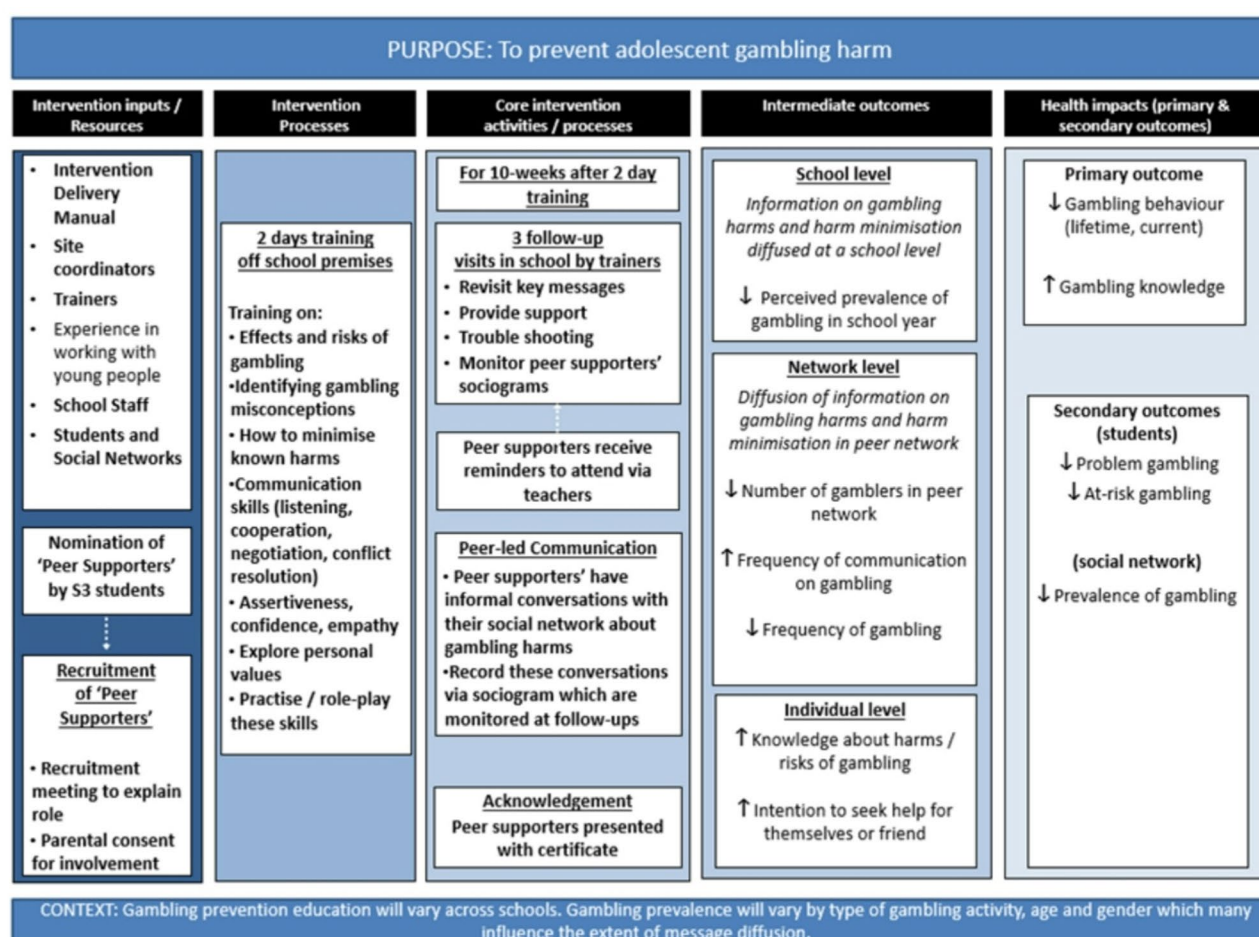 PURPOSE: To prevent adolescent gambling harm
Intervention inputs /
Resources
• Intervention
Delivery
Manual
• Site
coordinators
• Trainers
• Experience in
working with
young people
• School Staff
• Students and
Social Networks
Nomination of
'Peer Supporters'
by S3 students
Recruitment
of 'Peer
Supporters'
• Recruitment
meeting to explain
role
• Parental consent
for involvement
Intervention
Processes
2 days training
off school premises
Training on:
• Effects and risks of
gambling
•Identifying gambling
misconceptions
• How to minimise
known harms
•Communication
skills (listening,
cooperation,
negotiation, conflict
resolution)
• Assertiveness,
confidence, empathy
• Explore personal
values
• Practise / role-play
these skills
Core intervention
activities / processes
For 10-weeks after 2 day
training
3 follow-up
visits in school by trainers
• Revisit key messages
• Provide support
• Trouble shooting
• Monitor peer supporters'
sociograms
Peer supporters receive
reminders to attend via
teachers
Peer-led Communication
• Peer supporters' have
informal conversations with
their social network about
gambling harms
•Record these conversations
via sociogram which are
monitored at follow-ups
Acknowledgement
Peer supporters presented
with certificate
Intermediate outcomes
School level
Information on gambling
harms and harm minimisation
diffused at a school level
↓ Perceived prevalence of
gambling in school year
Network level
Diffusion of information on
gambling harms and harm
minimisation in peer network
↓ Number of gamblers in peer
network
↑ Frequency of communication
on gambling
↓ Frequency of gambling
Individual level
↑ Knowledge about harms /
risks of gambling
↑ Intention to seek help for
themselves or friend
Health impacts (primary &
secondary outcomes)
Primary outcome
↓ Gambling behaviour
(lifetime, current)
↑ Gambling knowledge
Secondary outcomes
(students)
↓ Problem gambling
↓ At-risk gambling
(social network)
↓ Prevalence of gambling
CONTEXT: Gambling prevention education will vary across schools. Gambling prevalence will vary by type of gambling activity, age and gender which many
influence the extent of message diffusion.